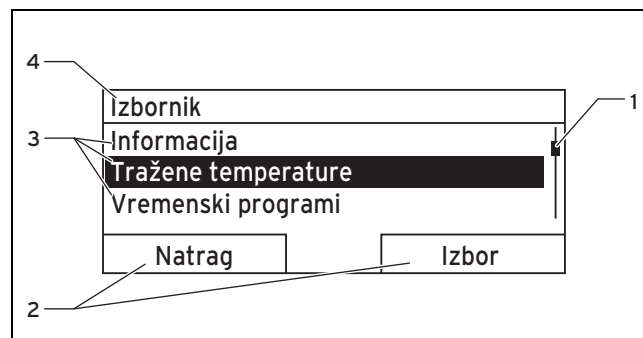 4
Izbornik
1
3
Informacija
Tražene temperature
Vremenski programi
Natrag Izbor
2